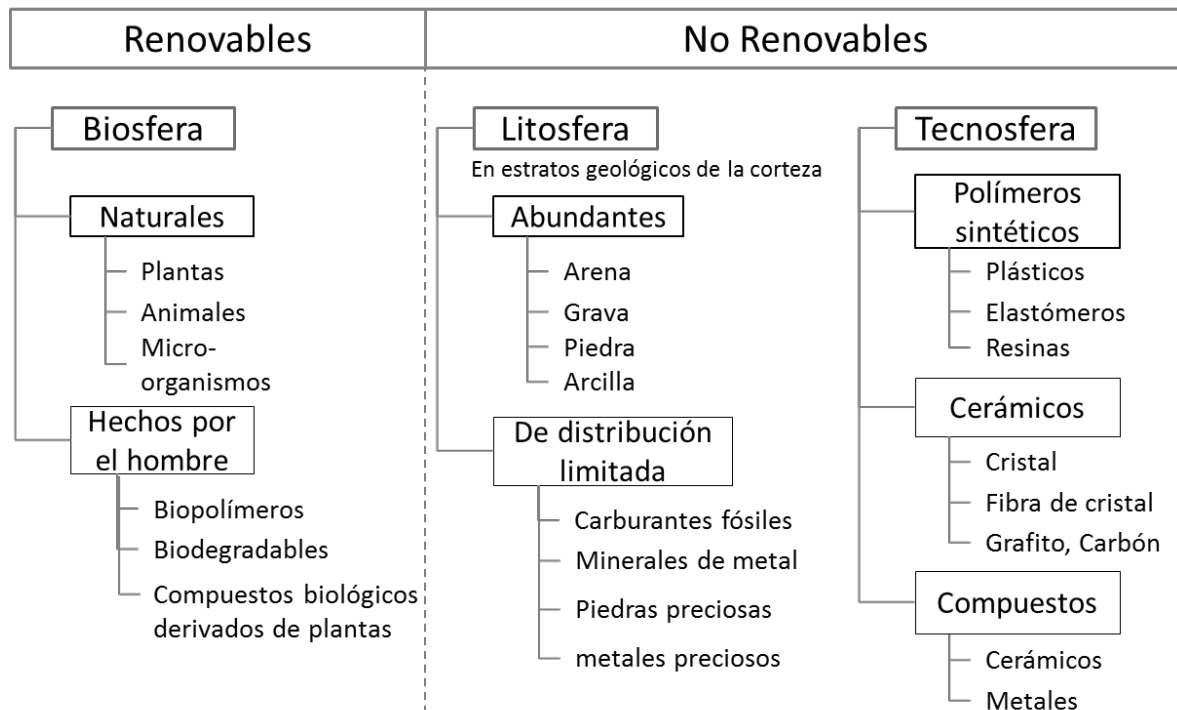 Renovables
No Renovables
Biosfera
Naturales
Plantas
Animales
Micro-
organismos
Hechos por
el hombre
Biopolímeros
Biodegradables
Compuestos biológicos
derivados de plantas
Litosfera
En estratos geológicos de la corteza
Abundantes
Arena
Grava
Piedra
Arcilla
De distribución
limitada
Carburantes fósiles
Minerales de metal
Piedras preciosas
metales preciosos
Tecnosfera
Polímeros
sintéticos
Plásticos
Elastómeros
Resinas
Cerámicos
Cristal
Fibra de cristal
Grafito, Carbón
Compuestos
Cerámicos
Metales